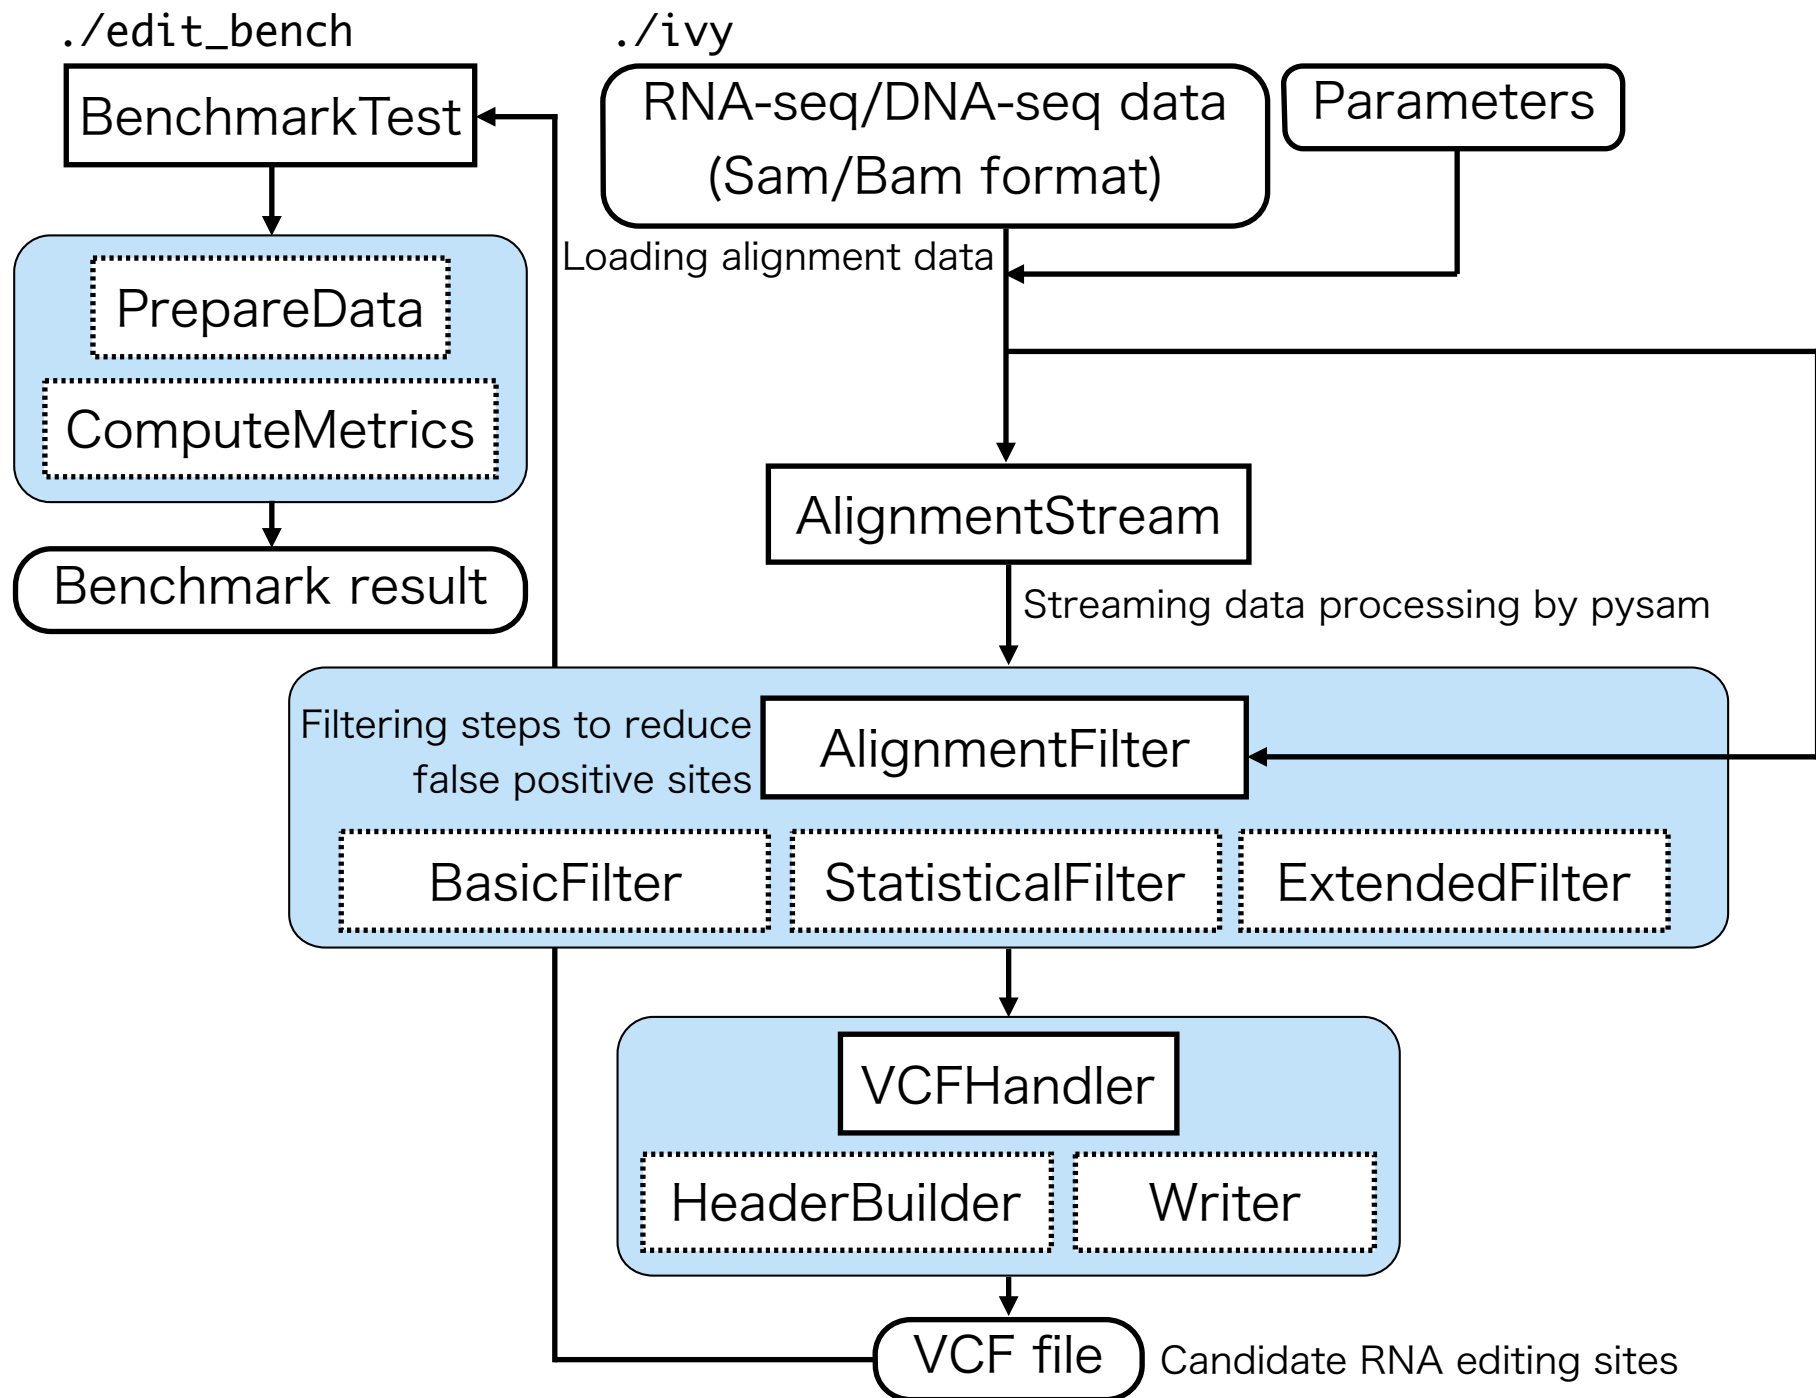 ./edit_bench
BenchmarkTest
PrepareData
ComputeMetrics
Benchmark result
./ivy
RNA-seq/DNA-seq data
(Sam/Bam format)
Parameters
Loading alignment data
AlignmentStream
Streaming data processing by pysam
Filtering steps to reduce
false positive sites
AlignmentFilter
BasicFilter
StatisticalFilter
ExtendedFilter
VCFHandler
HeaderBuilder
Writer
VCF file
Candidate RNA editing sites